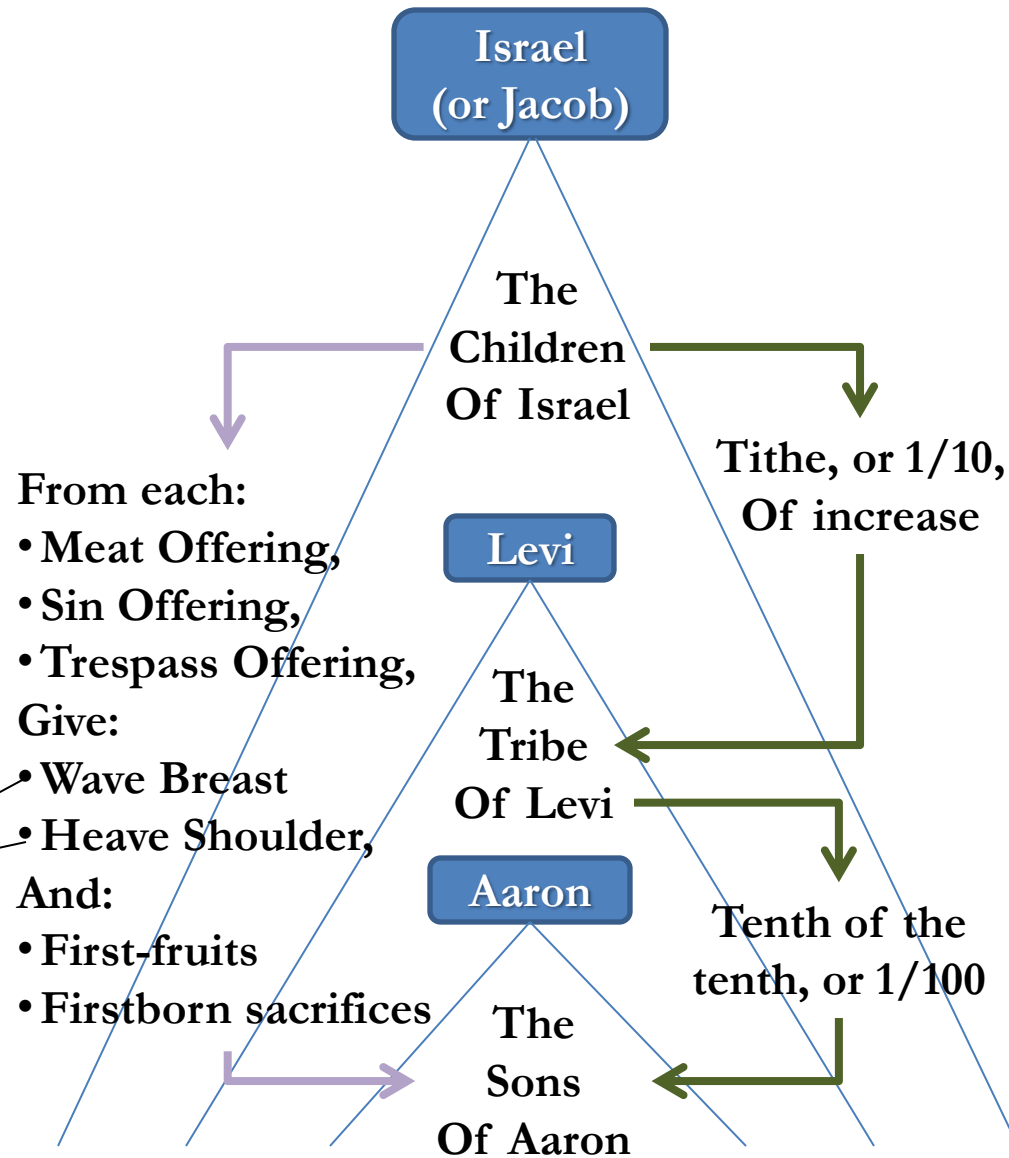 Israel
(or Jacob)
The
Children
Of Israel
Tithe, or 1/10,
Of increase
From each:
• Meat Offering,
• Sin Offering,
• Trespass Offering,
Give:
• Wave Breast
• Heave Shoulder,
And:
• First-fruits
• Firstborn sacrifices
Levi
The
Tribe
Of Levi
Tenth of the
tenth, or 1/100
Aaron
The
Sons
Of Aaron